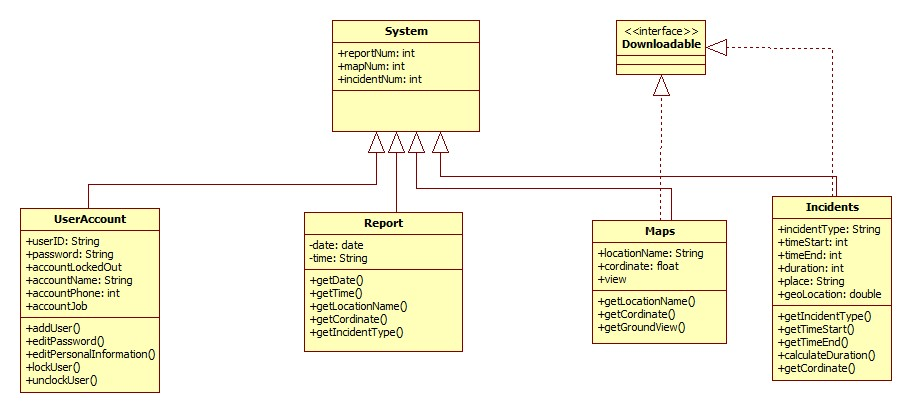 System
+reportNum: int
+mapNum: int
+incidentNum: int
<<interface>>
Downloadable
UserAccount
+userID: String
+password: String
+accountLockedOut
+accountName: String
+accountPhone: int
+accountJob
+addUser()
+editPassword()
+editPersonalInformation()
+lockUser()
+unclockUser()
Report
-date: date
-time: String
+getDate()
+getTime()
+getLocationName()
+getCordinate()
+getIncidentType()
Maps
+locationName: String
+cordinate: float
+view
+getLocationName()
+getCordinate()
+getGroundView()
Incidents
+incidentType: String
+timeStart: int
+timeEnd: int
+duration: int
+place: String
+geoLocation: double
+getIncidentType()
+getTimeStart()
+getTimeEnd()
+calculateDuration()
+getCordinate()